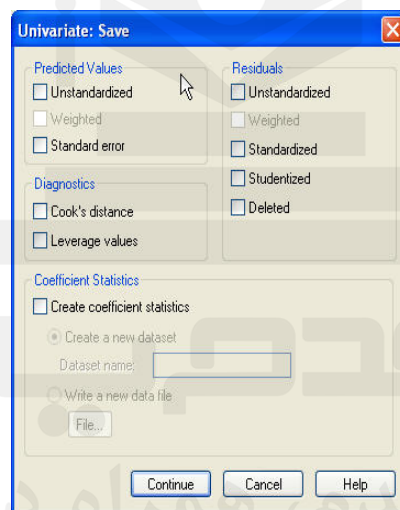 Univariate: Save
Predicted Values
Unstandardized
Weighted
Standard error
Diagnostics
Cook's distance
Leverage values
Residuals
Unstandardized
Weighted
Standardized
Studentized
Deleted
Coefficient Statistics
Create coefficient statistics
Create a new dataset
Dataset name:
Write a new data file
File...
Continue
Cancel
Help